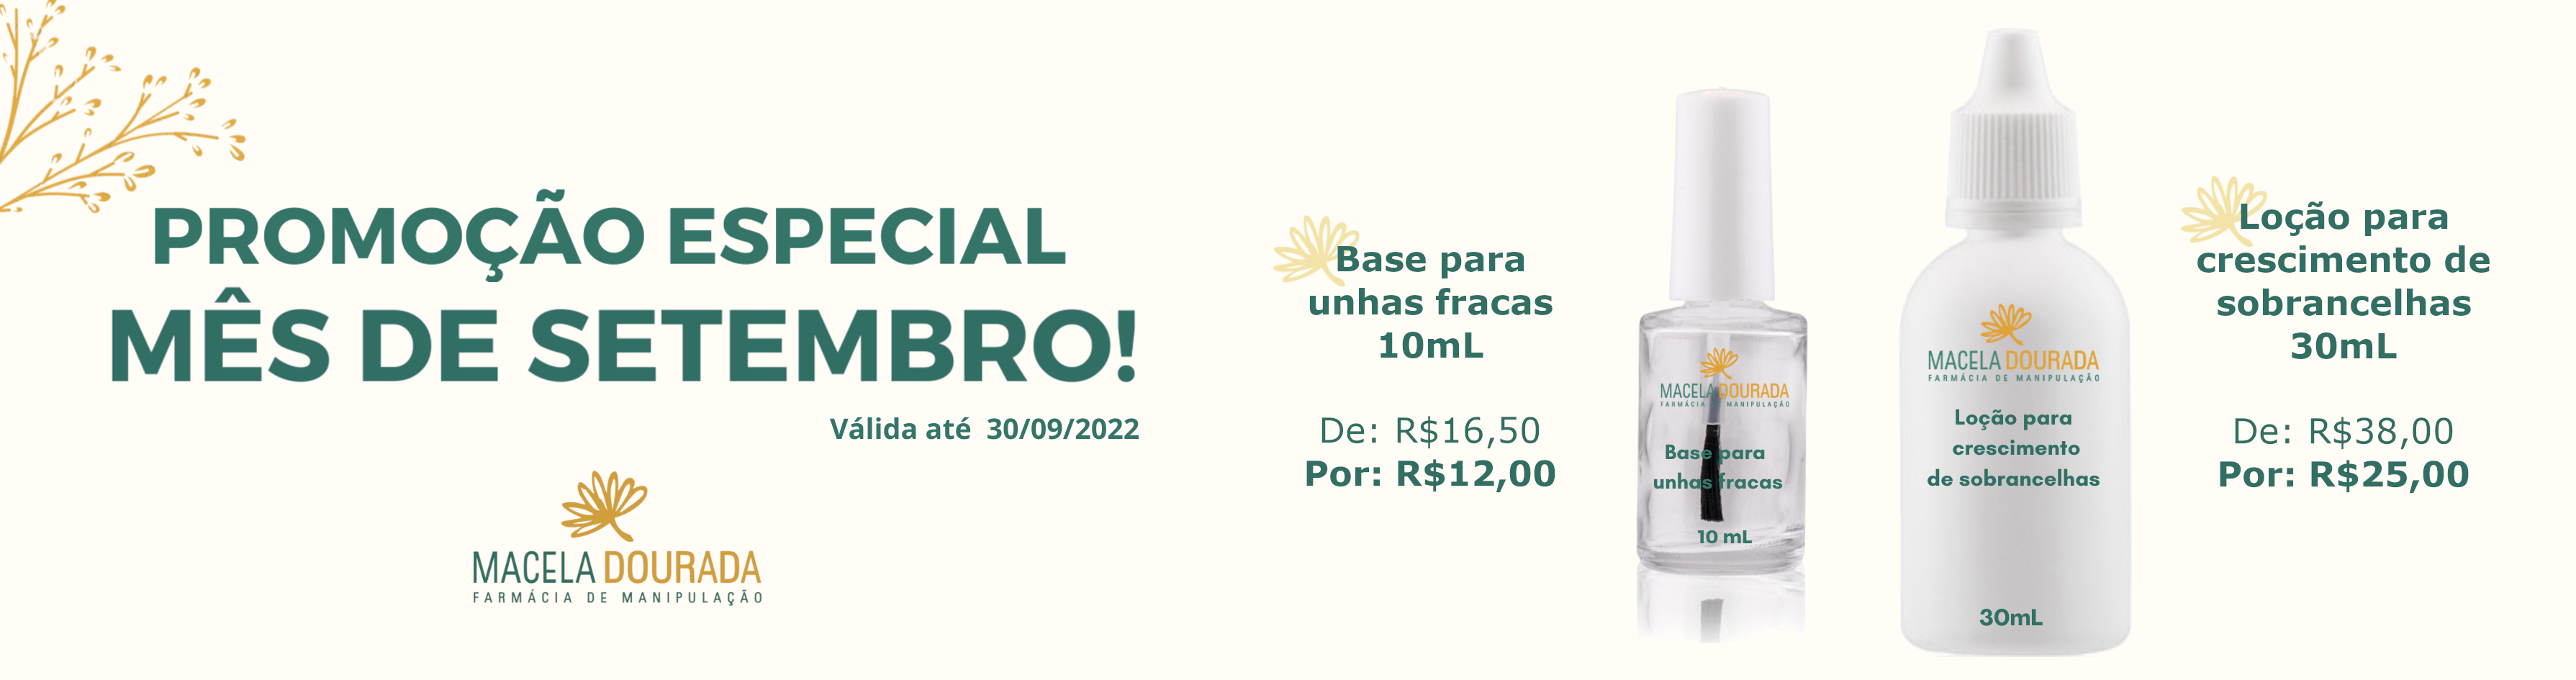 PROMOÇÃO ESPECIAL
MÊS DE SETEMBRO!
Válida até 30/09/2022
MACELA DOURADA
FARMÁCIA DE MANIPULAÇÃO
Base para
unhas fracas
10mL
De: R$16,50
Por: R$12,00
MACELA DOURADA
FARMÁCIA DE MANIPULAÇÃO
Base para
unhas fracas
10 mL
MACELA DOURADA
FARMÁCIA DE MANIPULAÇÃO
Loção para
crescimento
de sobrancelhas
30mL
Loção para
crescimento de
sobrancelhas
30mL
De: R$38,00
Por: R$25,00